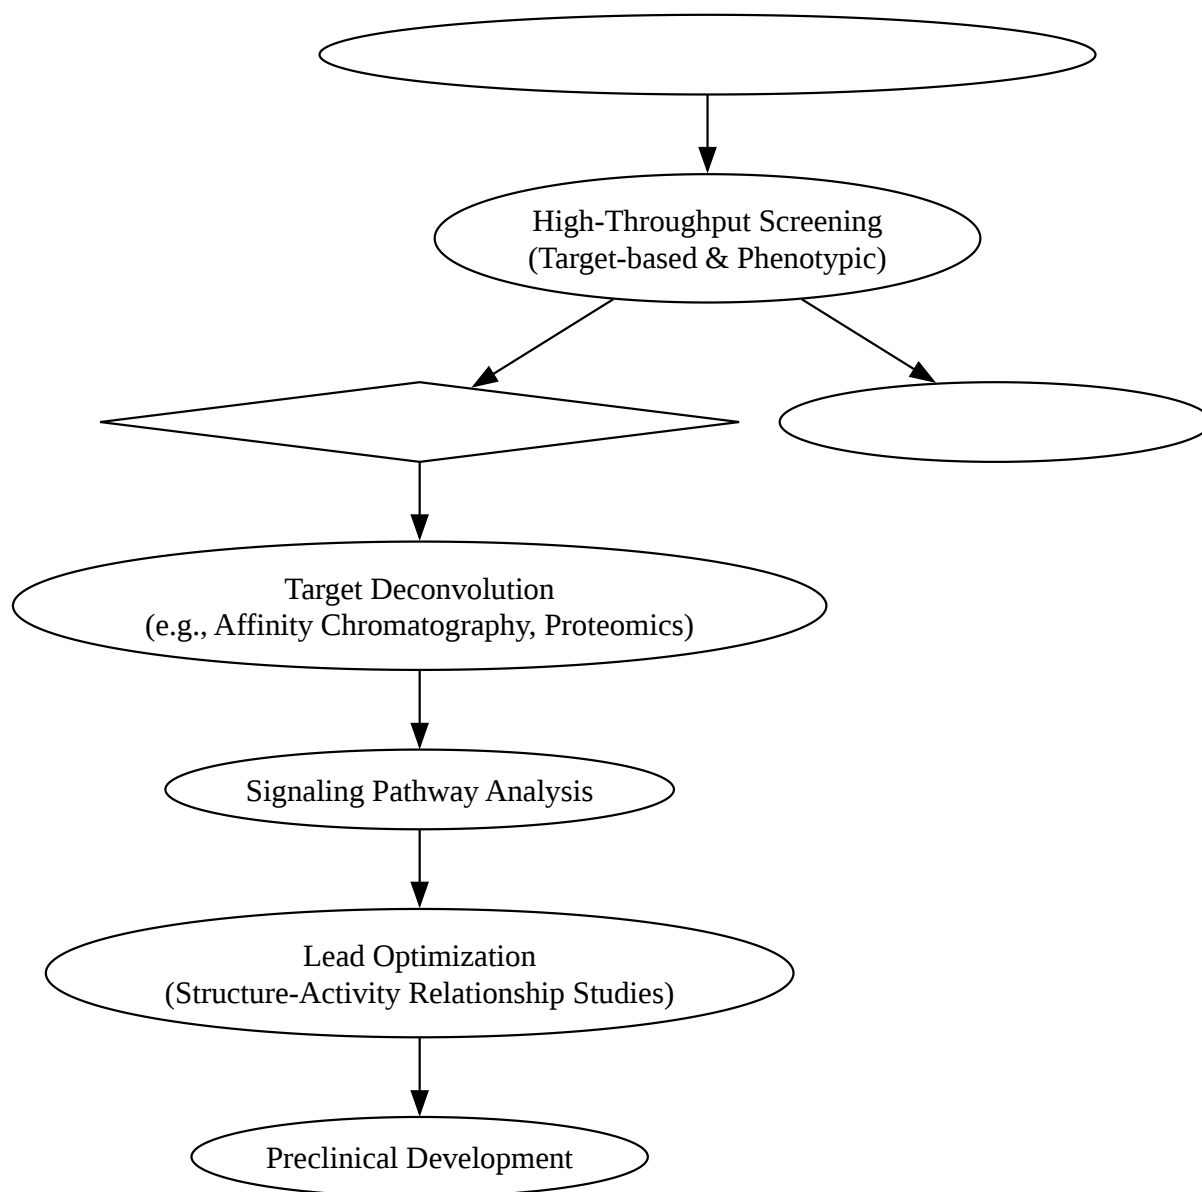 High-Throughput Screening
(Target-based & Phenotypic)
Target Deconvolution
(e.g., Affinity Chromatography, Proteomics)
Signaling Pathway Analysis
Lead Optimization
(Structure-Activity Relationship Studies)
Preclinical Development